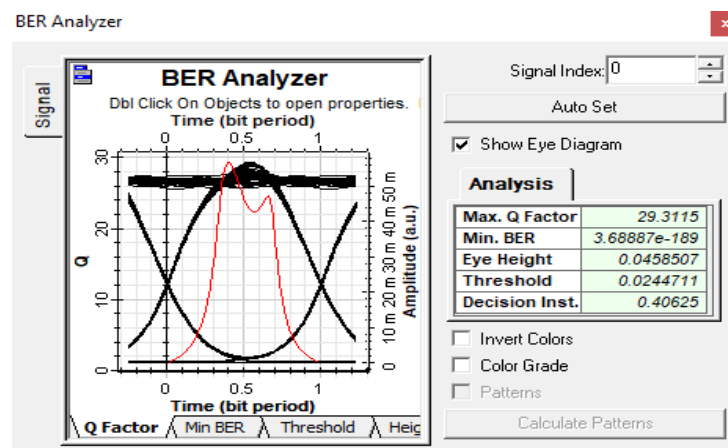 BER Analyzer
x
Signal
BER Analyzer
Dbl Click On Objects to open properties.
Time (bit period)
0 0.5 1
Q
0 10 20 30
Amplitude (a.u.)
0 10 m 20 m 30 m 40 m 50 m
0 0.5 1
Time (bit period)
Q Factor Min BER Threshold Heig
Signal Index: 0
Auto Set
Show Eye Diagram
Analysis
Max. Q Factor 29.3115
Min. BER 3.68887e-189
Eye Height 0.0458507
Threshold 0.0244711
Decision Inst. 0.40625
Invert Colors
Color Grade
Patterns
Calculate Patterns